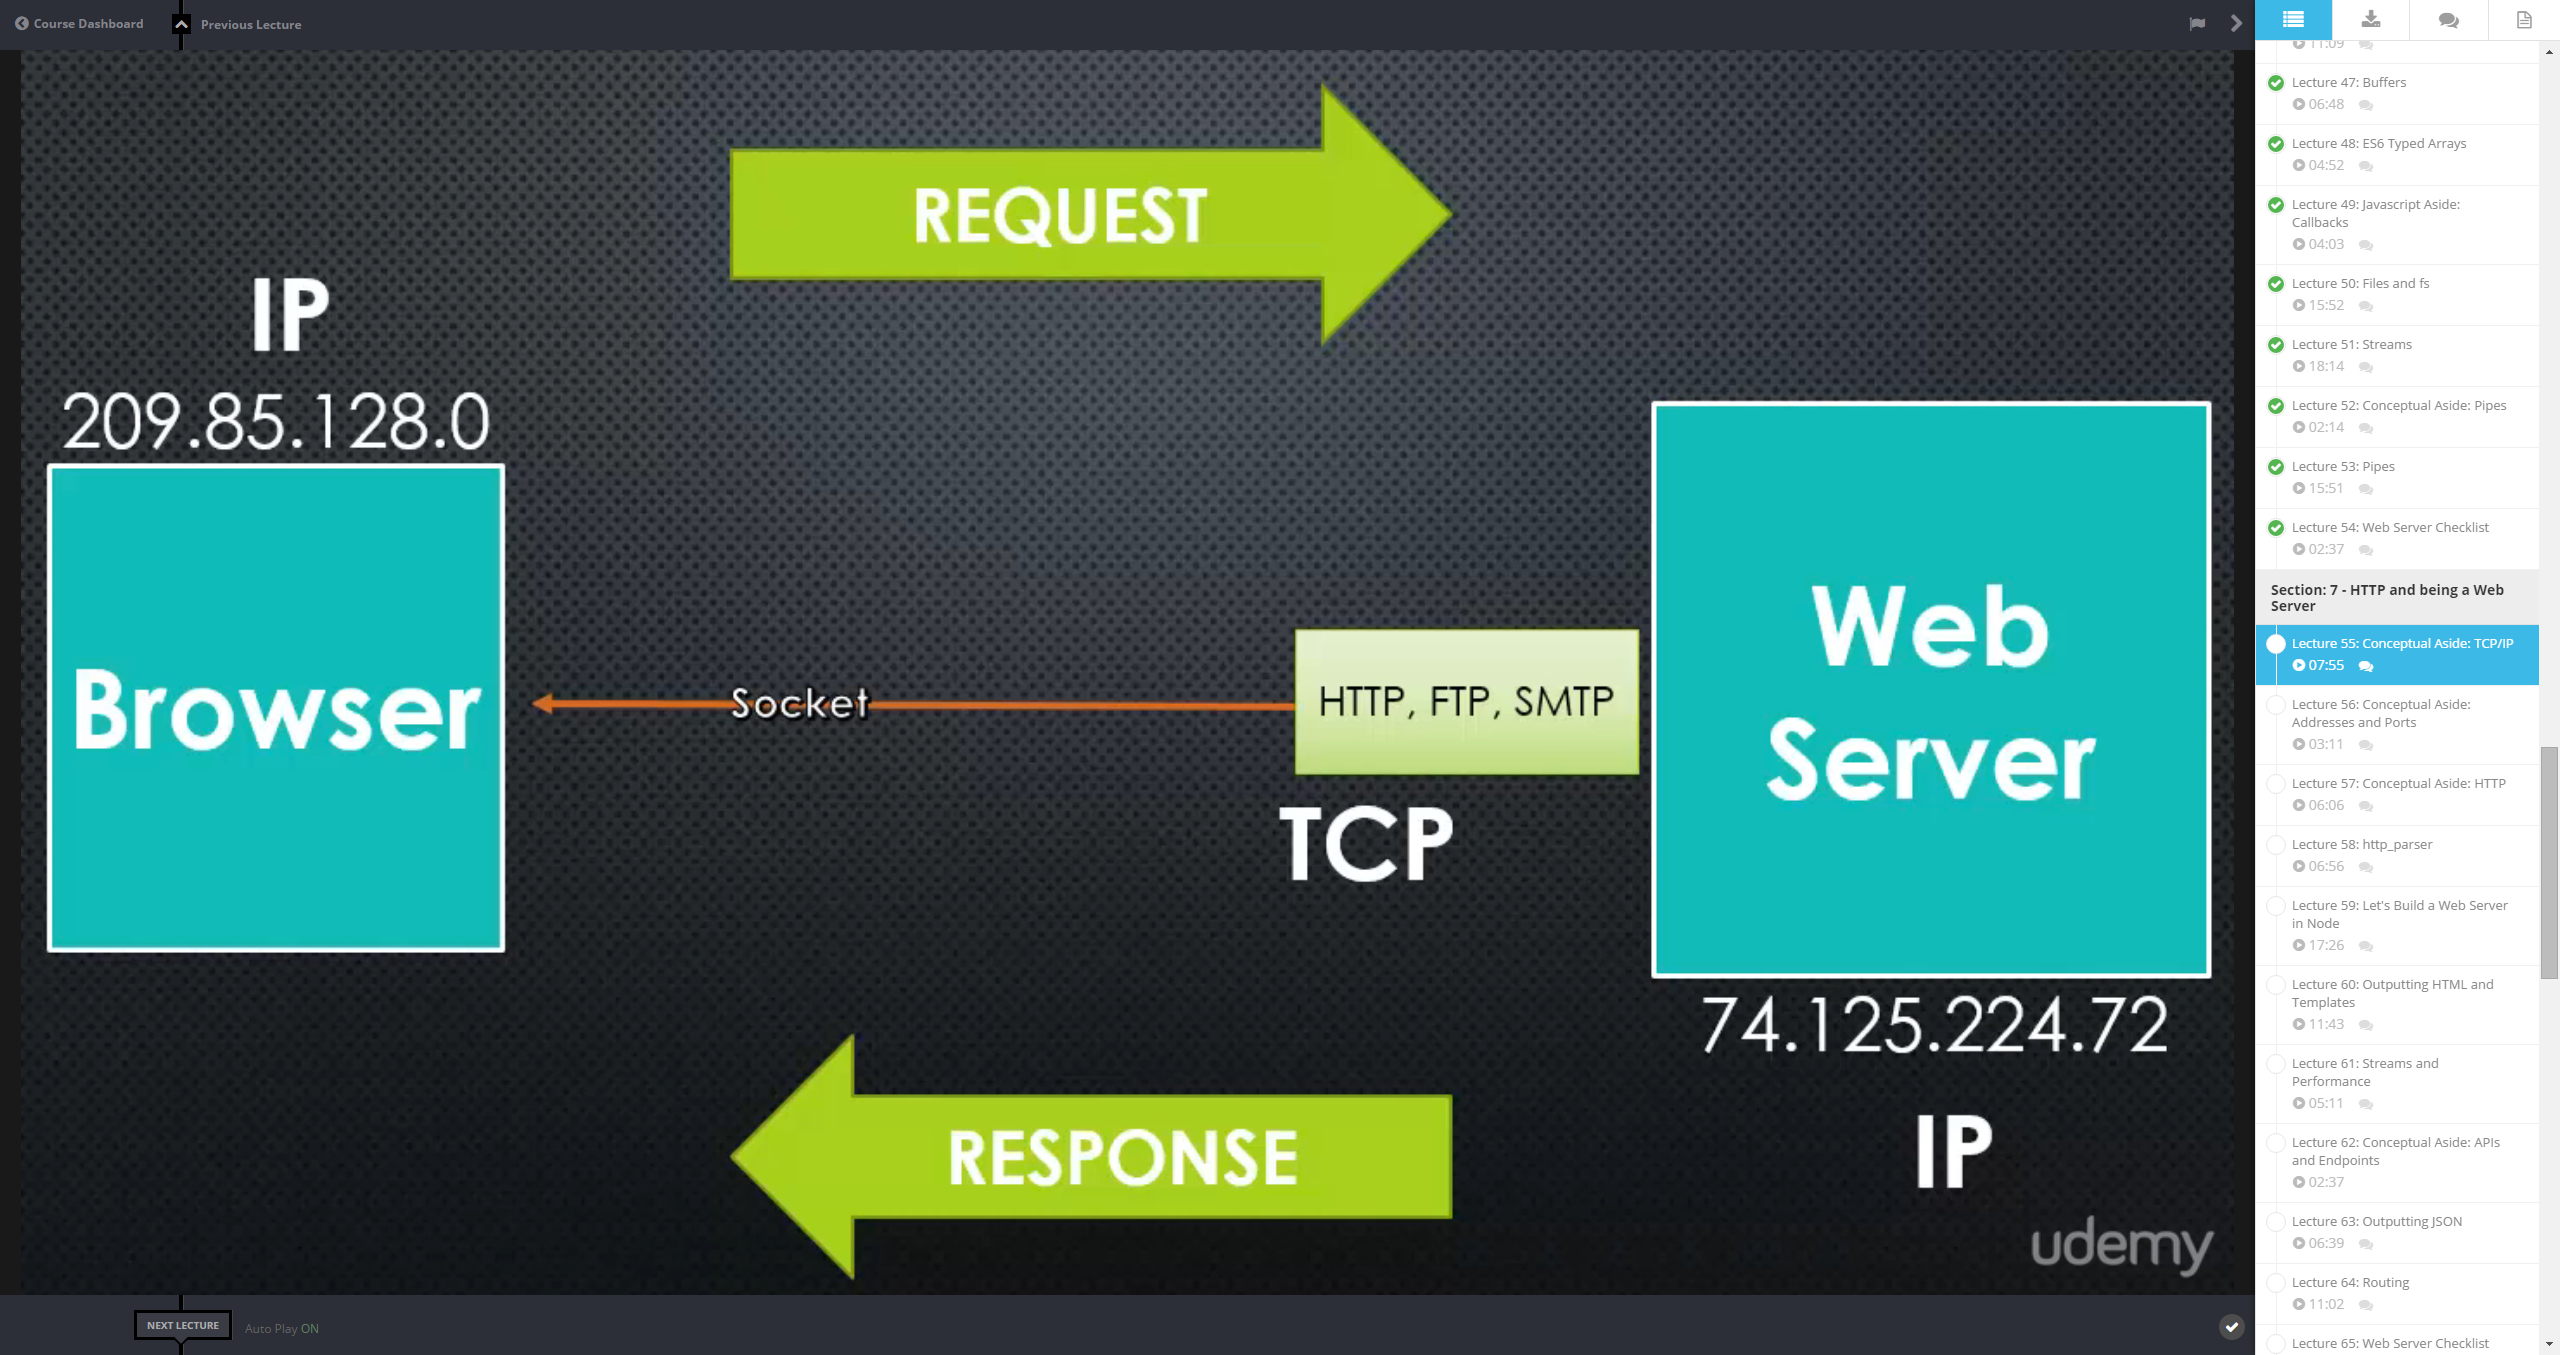 Course Dashboard
Previous Lecture
REQUEST
IP
209.85.128.0
Browser
Socket
HTTP, FTP, SMTP
TCP
Web
Server
74.125.224.72
IP
RESPONSE
udemy
NEXT LECTURE
Auto Play ON
11:09
Lecture 47: Buffers
06:48
Lecture 48: ES6 Typed Arrays
04:52
Lecture 49: Javascript Aside:
Callbacks
04:03
Lecture 50: Files and fs
15:52
Lecture 51: Streams
18:14
Lecture 52: Conceptual Aside: Pipes
02:14
Lecture 53: Pipes
15:51
Lecture 54: Web Server Checklist
02:37
Section: 7 - HTTP and being a Web
Server
Lecture 55: Conceptual Aside: TCP/IP
07:55
Lecture 56: Conceptual Aside:
Addresses and Ports
03:11
Lecture 57: Conceptual Aside: HTTP
06:06
Lecture 58: http_parser
06:56
Lecture 59: Let's Build a Web Server
in Node
17:26
Lecture 60: Outputting HTML and
Templates
11:43
Lecture 61: Streams and
Performance
05:11
Lecture 62: Conceptual Aside: APIs
and Endpoints
02:37
Lecture 63: Outputting JSON
06:39
Lecture 64: Routing
11:02
Lecture 65: Web Server Checklist